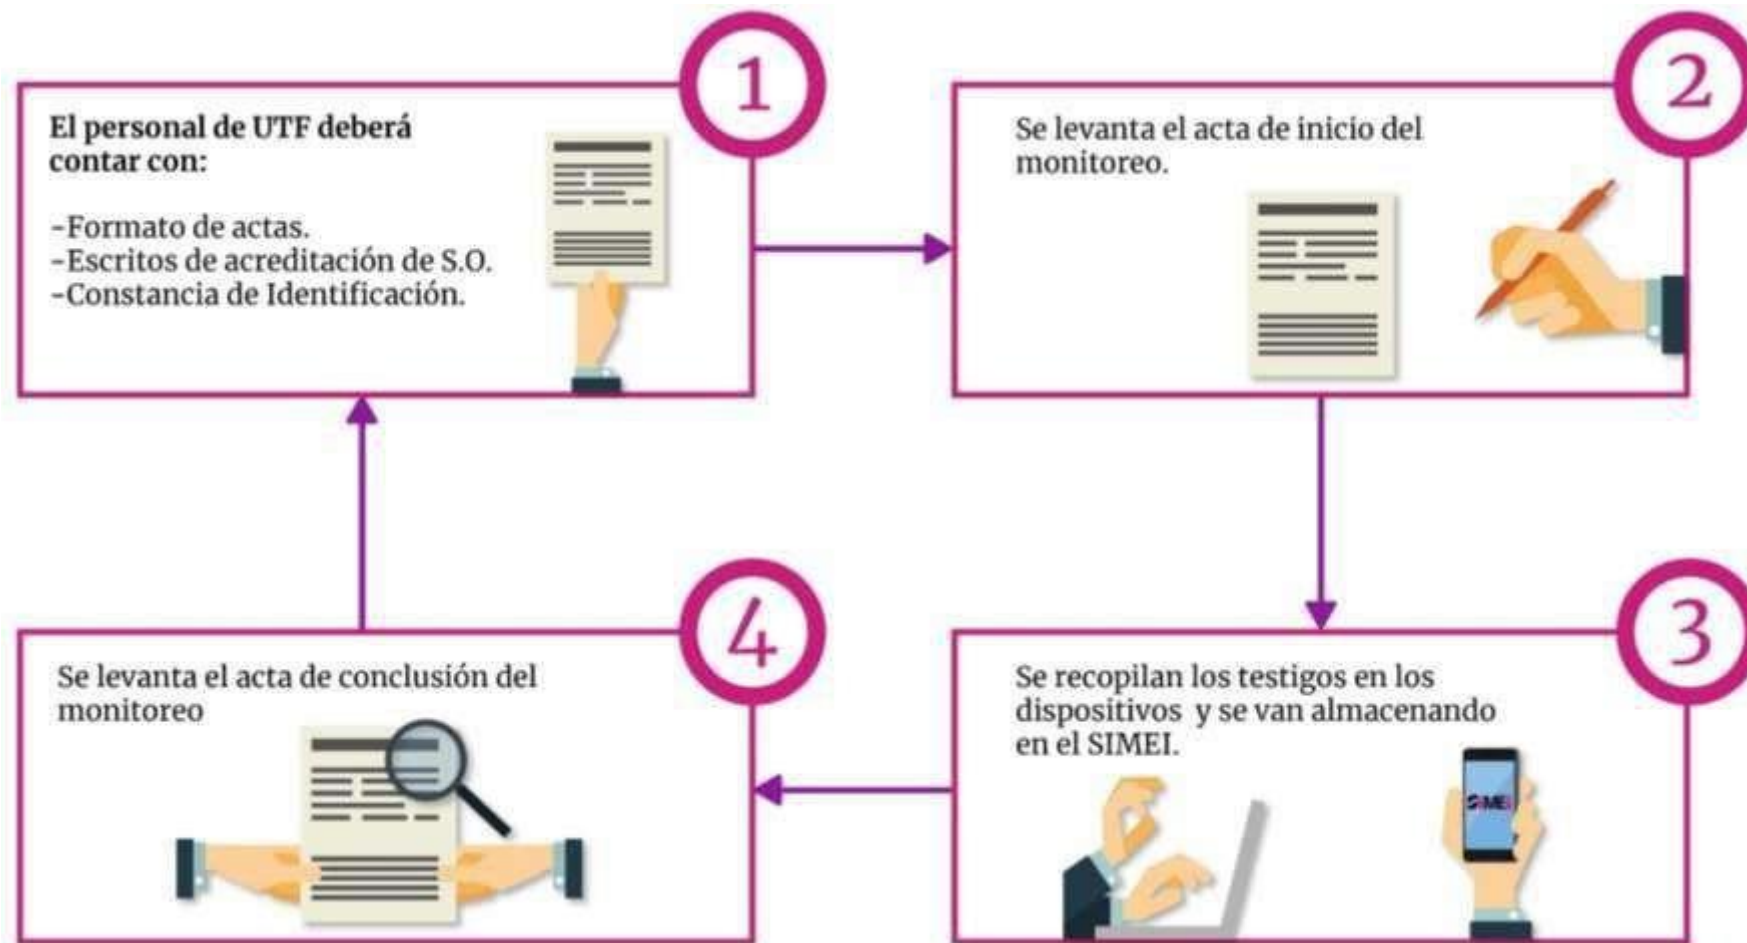 1
El personal de UTF deberá
contar con:
-Formato de actas.
-Escritos de acreditación de S.O.
-Constancia de Identificación.
2
Se levanta el acta de inicio del
monitoreo.
3
Se recopilan los testigos en los
dispositivos y se van almacenando
en el SIMEI.
SIMEI
4
Se levanta el acta de conclusión del
monitoreo